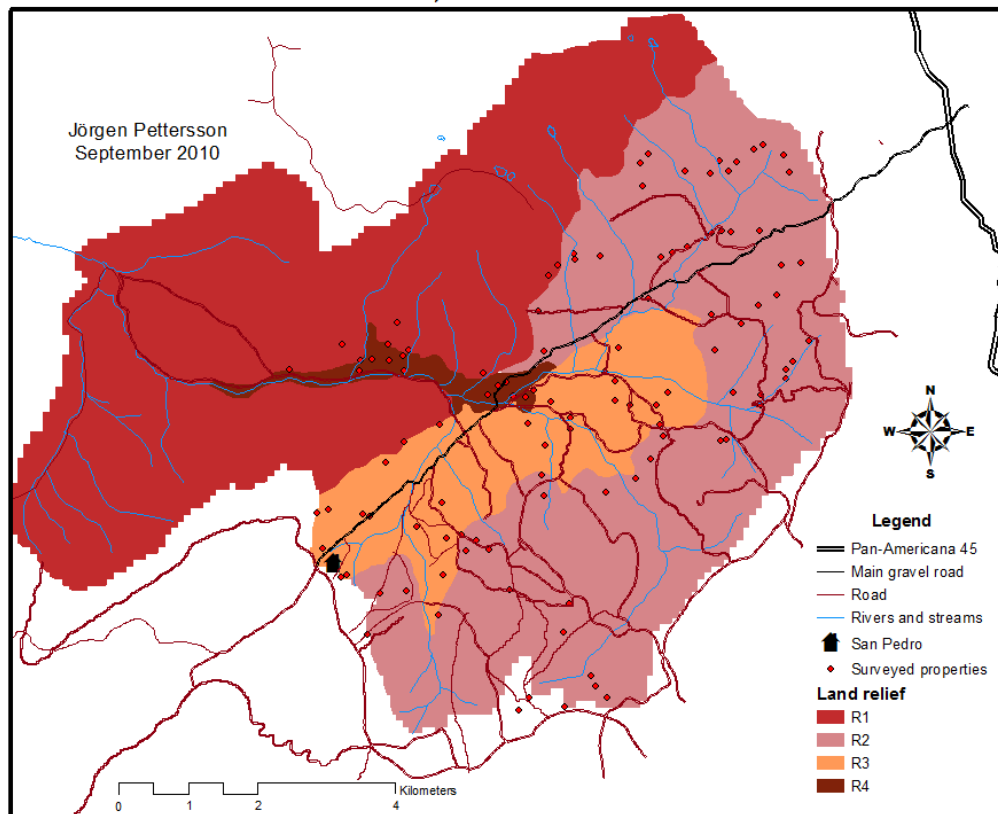 Jörgen Pettersson
September 2010
N
W E
S
Legend
Pan-Americana 45
Main gravel road
Road
Rivers and streams
San Pedro
Surveyed properties
Land relief
R1
R2
R3
R4
Kilometers
0 1 2 4